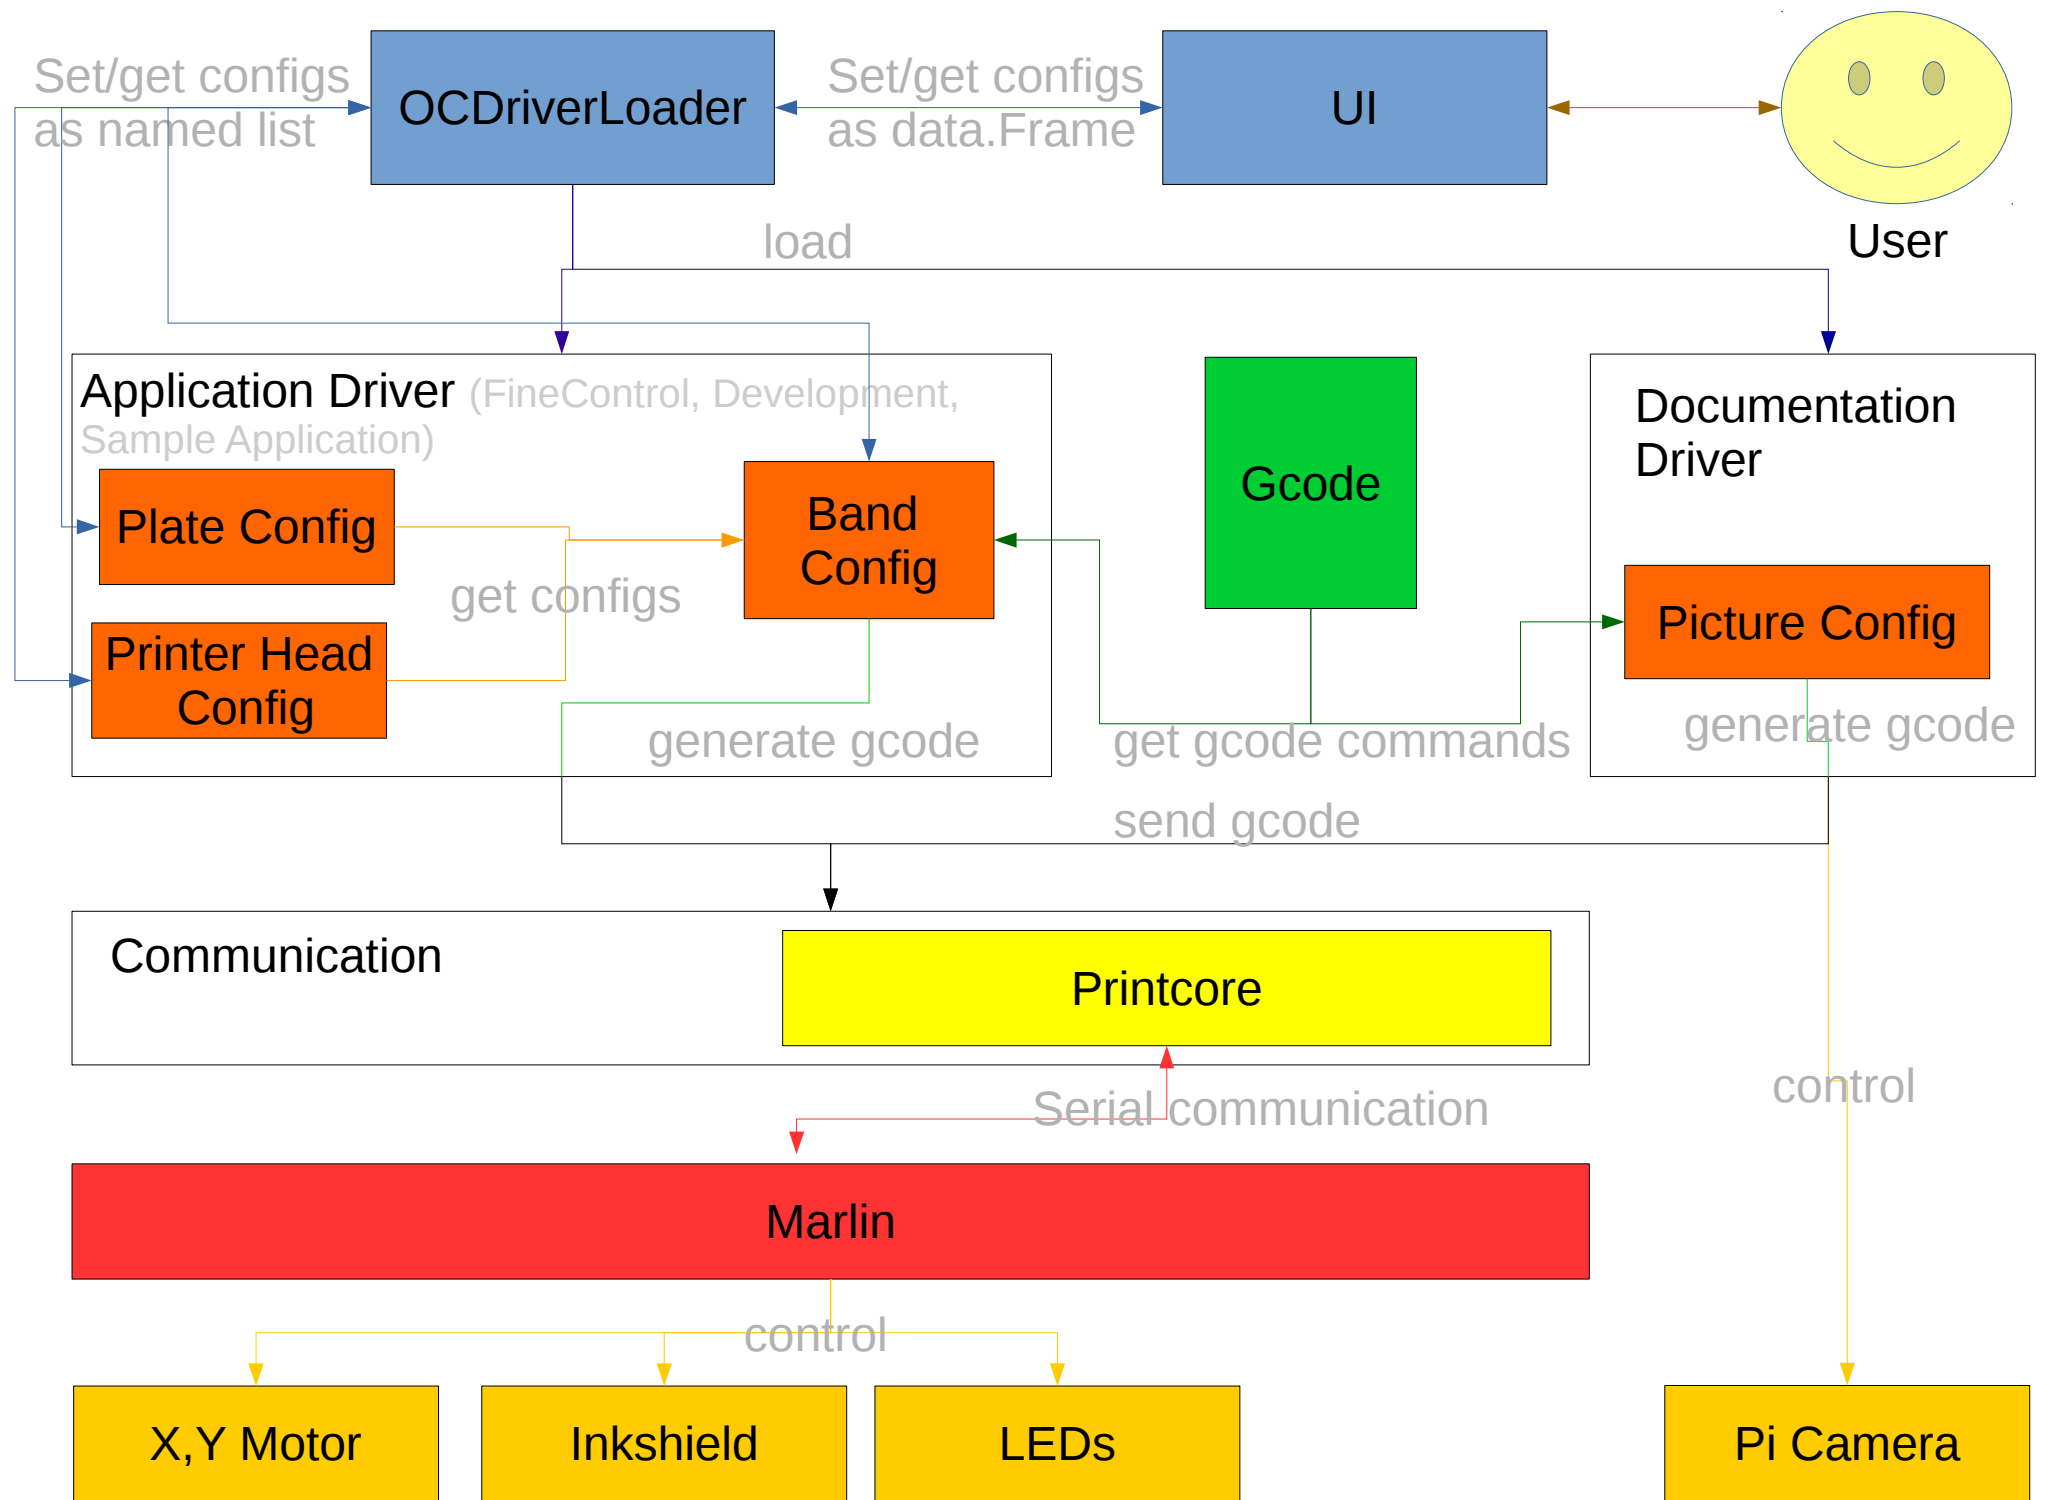 Set/get configs
as named list
OCDriverLoader
Set/get configs
as data.Frame
UI
User
load
Application Driver (FineControl, Development,
Sample Application)
Plate Config
Printer Head
Config
get configs
Band
Config
generate gcode
Gcode
get gcode commands
Documentation
Driver
Picture Config
generate gcode
send gcode
Communication
Printcore
Serial communication
control
Marlin
control
X,Y Motor
Inkshield
LEDs
Pi Camera